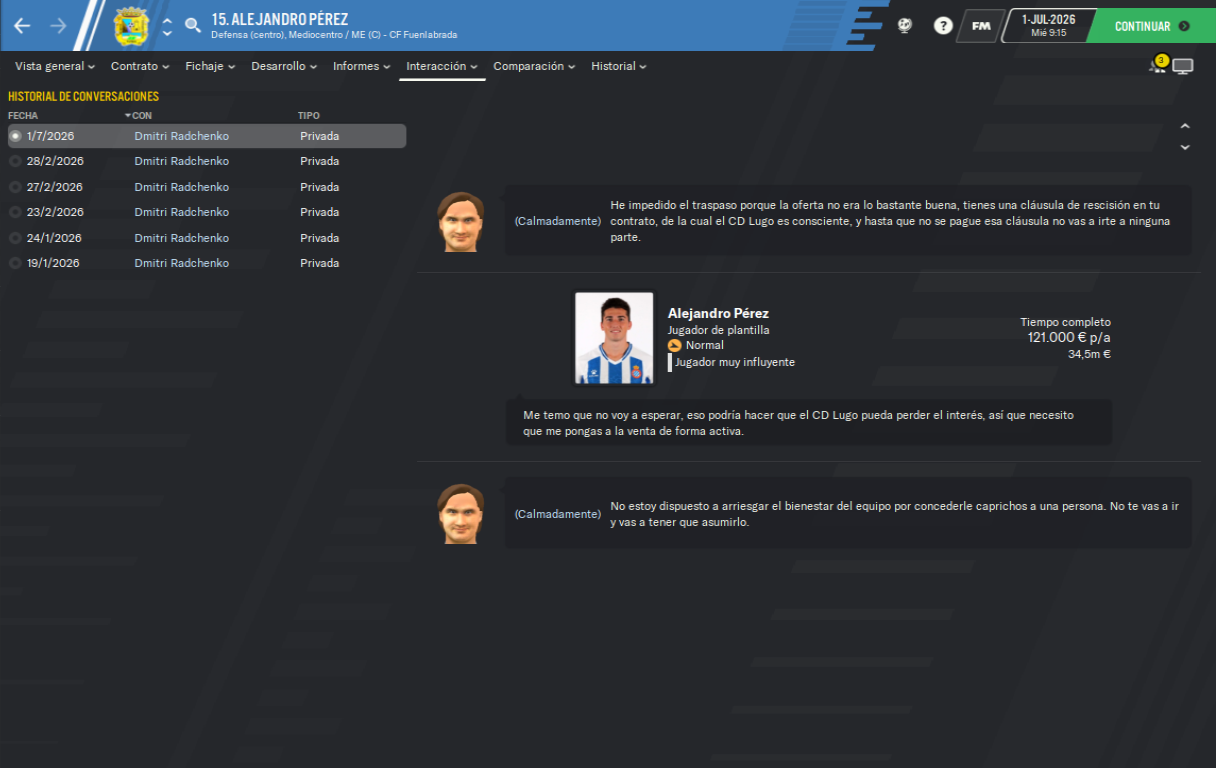 15. ALEJANDRO PÉREZ
Defensa (centro), Mediocentro / ME (C) - CF Fuenlabrada
?
FM
1-JUL-2026
Mié 9:15
CONTINUAR
Vista general
Contrato
Fichaje
Desarrollo
Informes
Interacción
Comparación
Historial
3
HISTORIAL DE CONVERSACIONES
FECHA CON TIPO
1/7/2026 Dmitri Radchenko Privada
28/2/2026 Dmitri Radchenko Privada
27/2/2026 Dmitri Radchenko Privada
23/2/2026 Dmitri Radchenko Privada
24/1/2026 Dmitri Radchenko Privada
19/1/2026 Dmitri Radchenko Privada
(Calmadamente)
He impedido el traspaso porque la oferta no era lo bastante buena, tienes una cláusula de rescisión en tu
contrato, de la cual el CD Lugo es consciente, y hasta que no se pague esa cláusula no vas a irte a ninguna
parte.
Alejandro Pérez
Jugador de plantilla
Normal
Jugador muy influyente
Tiempo completo
121.000 € p/a
34,5m €
Me temo que no voy a esperar, eso podría hacer que el CD Lugo pueda perder el interés, así que necesito
que me pongas a la venta de forma activa.
(Calmadamente)
No estoy dispuesto a arriesgar el bienestar del equipo por concederle caprichos a una persona. No te vas a ir
y vas a tener que asumirlo.